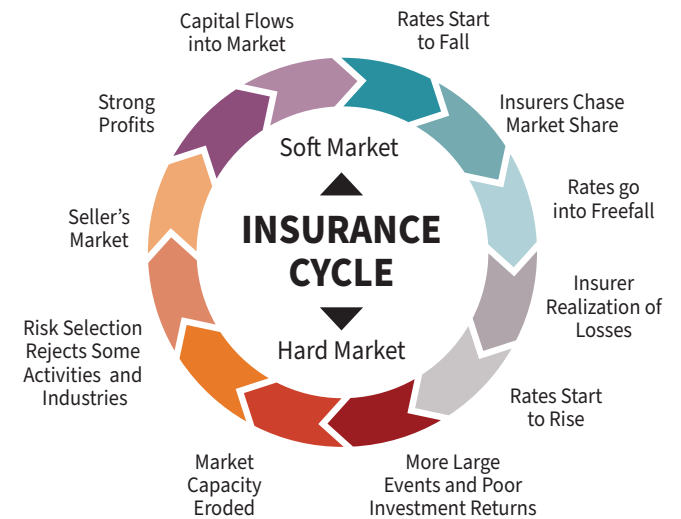 Capital Flows
into Market
Rates Start
to Fall
Insurers Chase
Market Share
Rates go
into Freefall
Insurer
Realization of
Losses
Rates Start
to Rise
More Large
Events and Poor
Investment Returns
Market
Capacity
Eroded
Risk Selection
Rejects Some
Activities and
Industries
Seller's
Market
Strong
Profits
Soft Market
INSURANCE
CYCLE
Hard Market